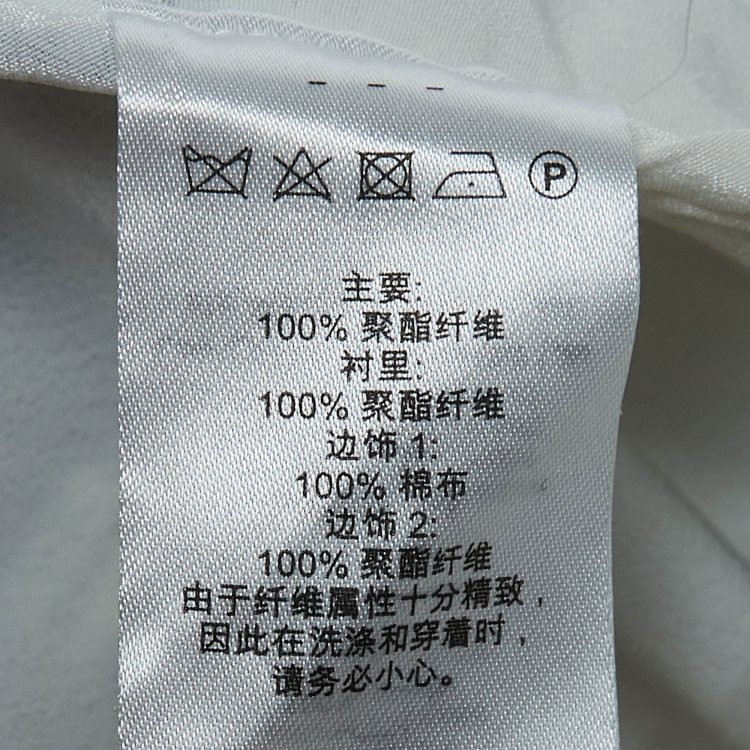 - - -
P
主要:
100% 聚酯纤维
衬里:
100% 聚酯纤维
边饰 1:
100% 棉布
边饰 2:
100% 聚酯纤维
由于纤维属性十分精致，
因此在洗涤和穿着时，
请务必小心。